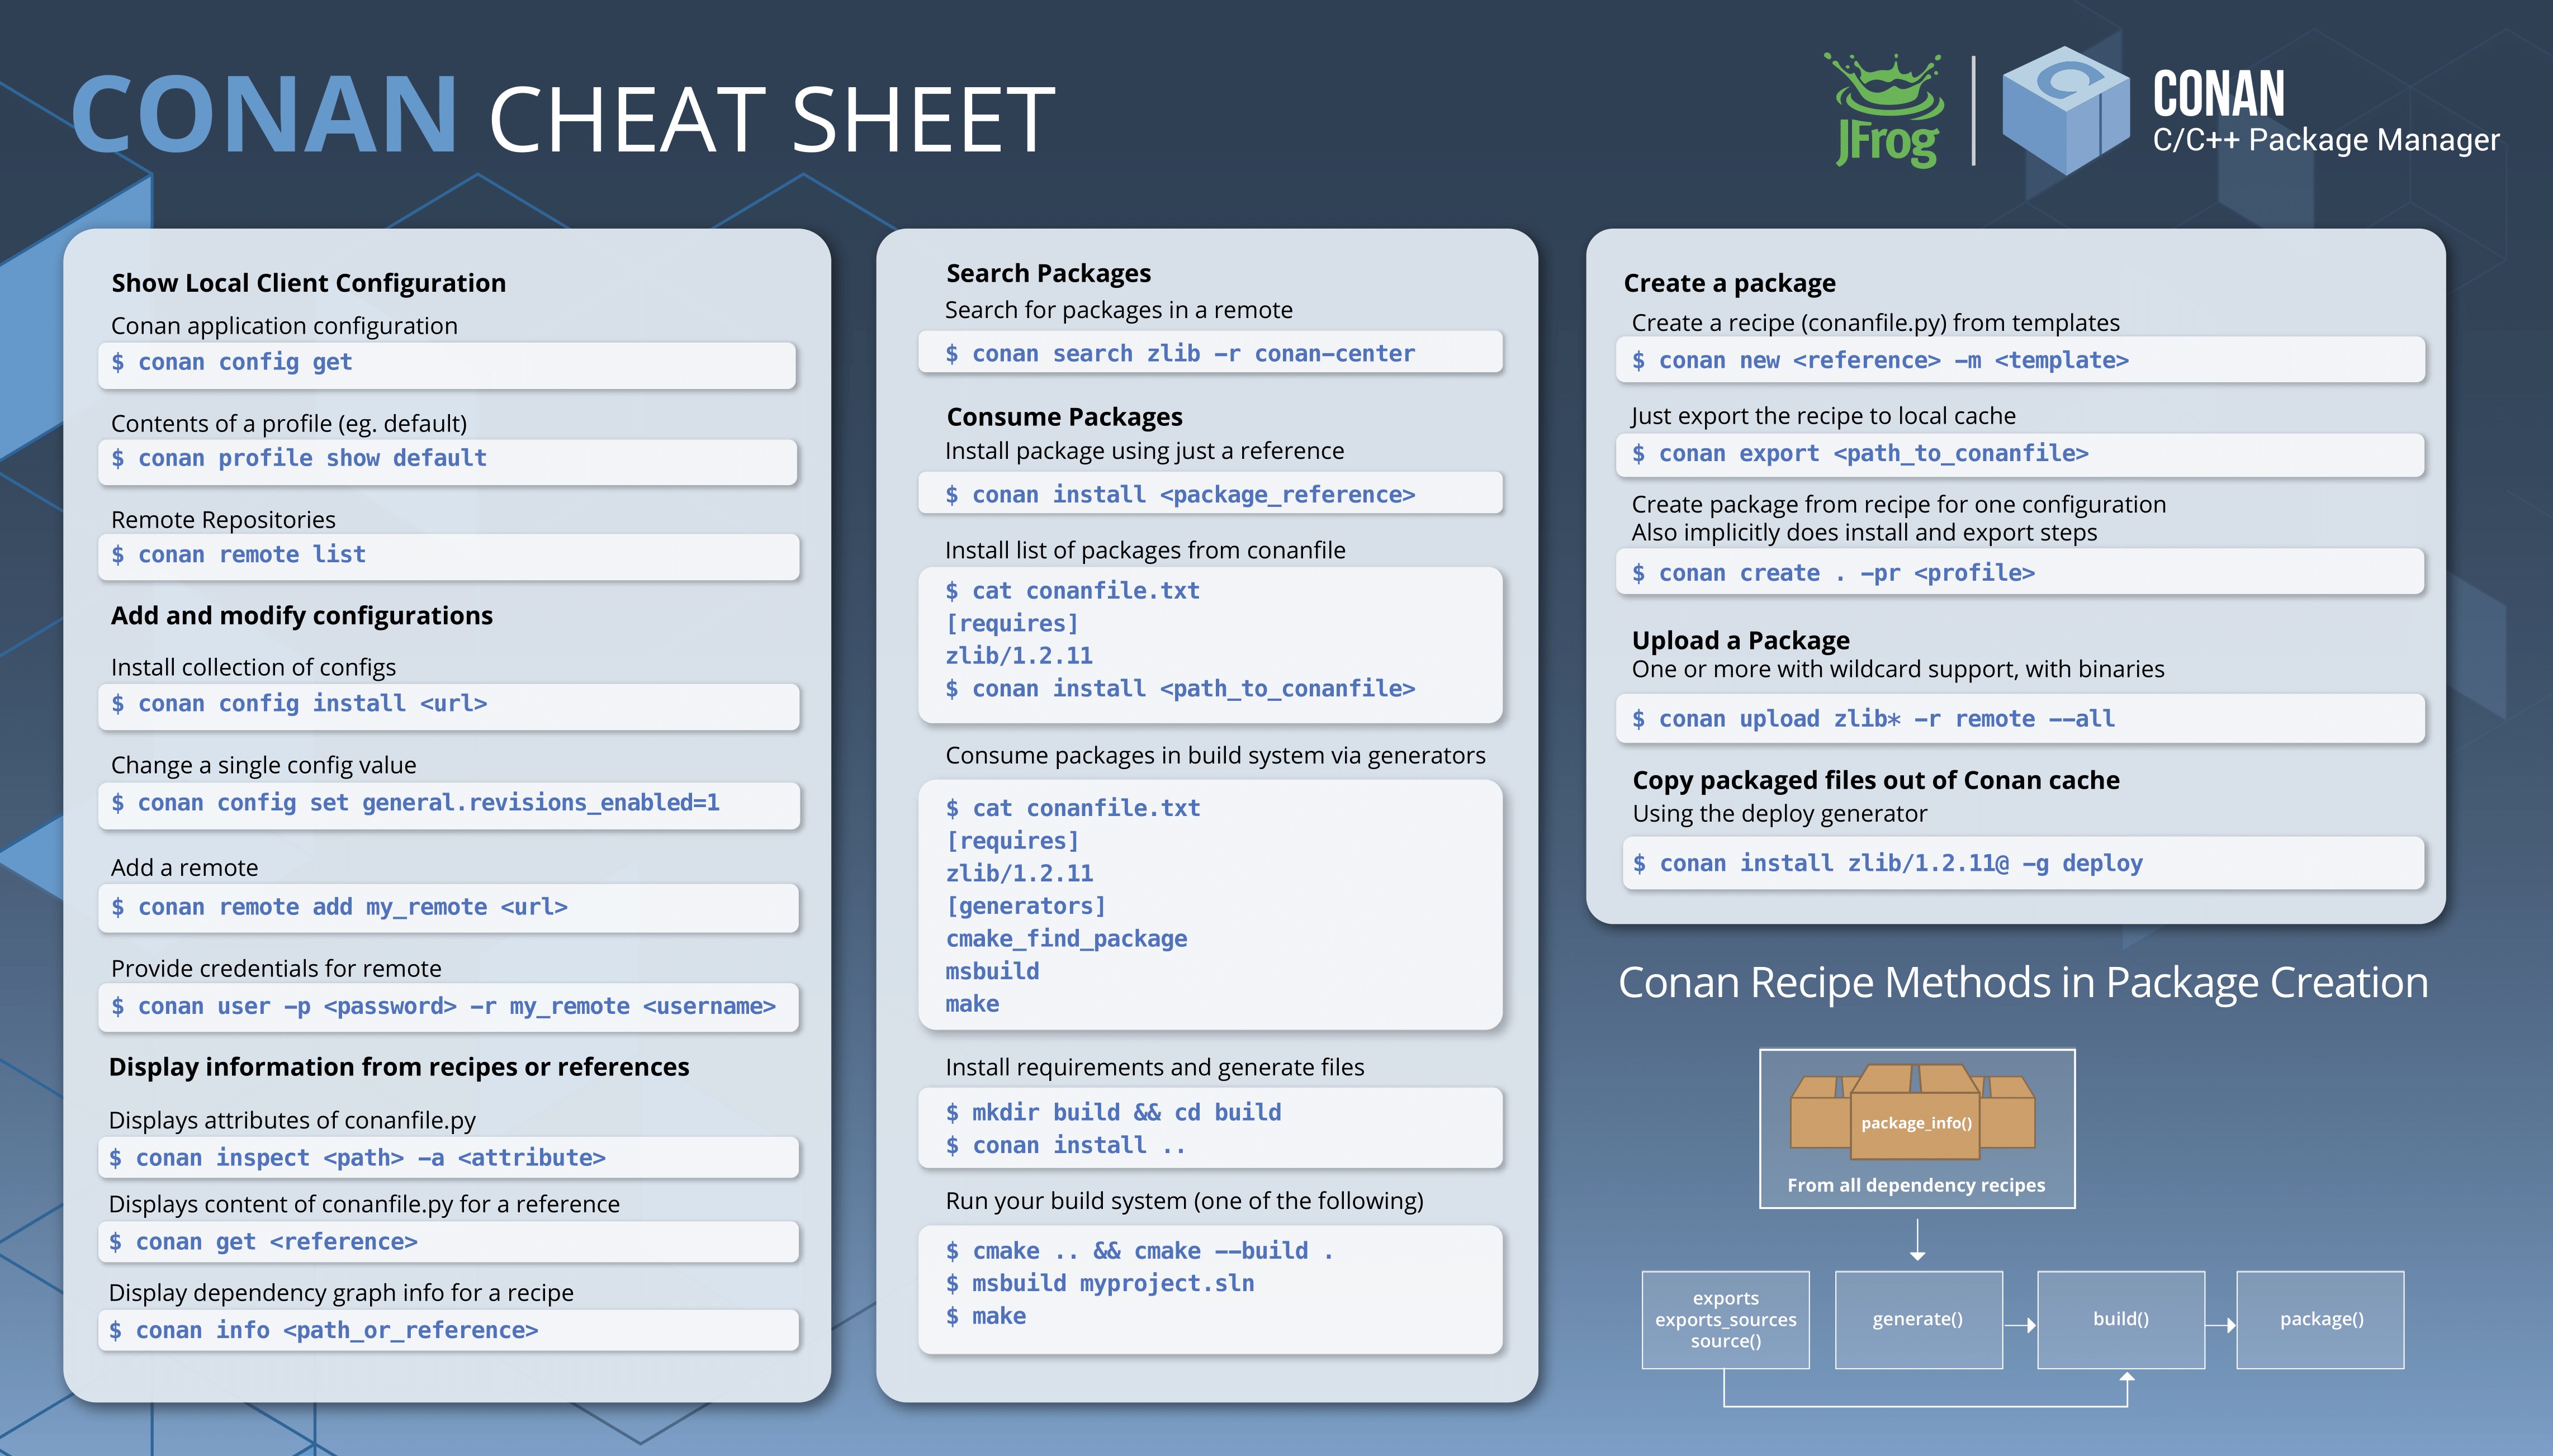 CONAN CHEAT SHEET
JFrog
CONAN
C/C++ Package Manager
Show Local Client Configuration
Conan application configuration
$ conan config get
Contents of a profile (eg. default)
$ conan profile show default
Remote Repositories
$ conan remote list
Add and modify configurations
Install collection of configs
$ conan config install <url>
Change a single config value
$ conan config set general.revisions_enabled=1
Add a remote
$ conan remote add my_remote <url>
Provide credentials for remote
$ conan user -p <password> -r my_remote <username>
Display information from recipes or references
Displays attributes of conanfile.py
$ conan inspect <path> -a <attribute>
Displays content of conanfile.py for a reference
$ conan get <reference>
Display dependency graph info for a recipe
$ conan info <path_or_reference>
Search Packages
Search for packages in a remote
$ conan search zlib -r conan-center
Consume Packages
Install package using just a reference
$ conan install <package_reference>
Install list of packages from conanfile
$ cat conanfile.txt
[requires]
zlib/1.2.11
$ conan install <path_to_conanfile>
Consume packages in build system via generators
$ cat conanfile.txt
[requires]
zlib/1.2.11
[generators]
cmake_find_package
msbuild
make
Install requirements and generate files
$ mkdir build && cd build
$ conan install ..
Run your build system (one of the following)
$ cmake .. && cmake --build .
$ msbuild myproject.sln
$ make
Create a package
Create a recipe (conanfile.py) from templates
$ conan new <reference> -m <template>
Just export the recipe to local cache
$ conan export <path_to_conanfile>
Create package from recipe for one configuration
Also implicitly does install and export steps
$ conan create . -pr <profile>
Upload a Package
One or more with wildcard support, with binaries
$ conan upload zlib* -r remote --all
Copy packaged files out of Conan cache
Using the deploy generator
$ conan install zlib/1.2.11@ -g deploy
Conan Recipe Methods in Package Creation
package_info()
From all dependency recipes
exports
exports_sources
source()
generate()
build()
package()